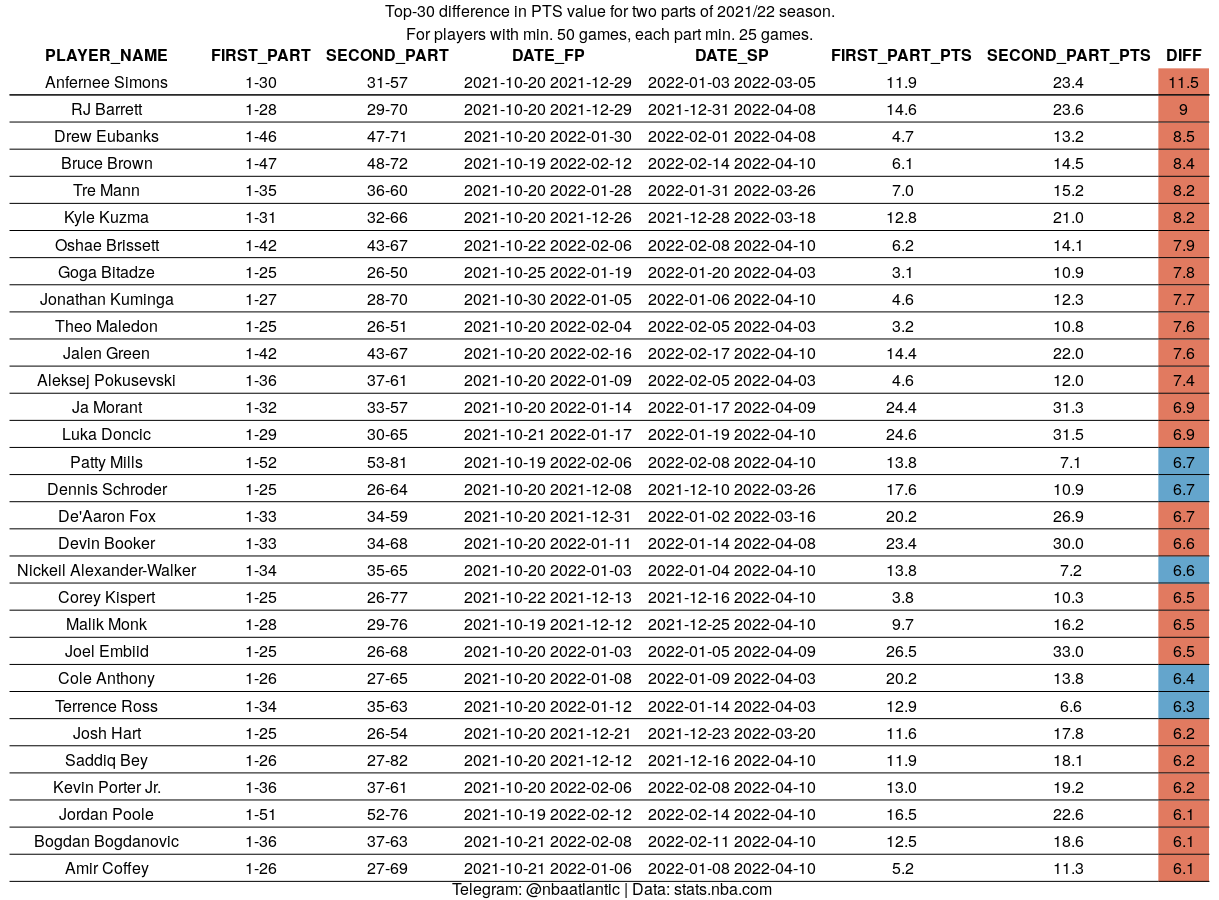 Top-30 difference in PTS value for two parts of 2021/22 season.
For players with min. 50 games, each part min. 25 games.
PLAYER_NAME FIRST_PART SECOND_PART DATE_FP DATE_SP FIRST_PART_PTS SECOND_PART_PTS DIFF
Anfernee Simons 1-30 31-57 2021-10-20 2021-12-29 2022-01-03 2022-03-05 11.9 23.4 11.5
RJ Barrett 1-28 29-70 2021-10-20 2021-12-29 2021-12-31 2022-04-08 14.6 23.6 9
Drew Eubanks 1-46 47-71 2021-10-20 2022-01-30 2022-02-01 2022-04-08 4.7 13.2 8.5
Bruce Brown 1-47 48-72 2021-10-19 2022-02-12 2022-02-14 2022-04-10 6.1 14.5 8.4
Tre Mann 1-35 36-60 2021-10-20 2022-01-28 2022-01-31 2022-03-26 7.0 15.2 8.2
Kyle Kuzma 1-31 32-66 2021-10-20 2021-12-26 2021-12-28 2022-03-18 12.8 21.0 8.2
Oshae Brissett 1-42 43-67 2021-10-22 2022-02-06 2022-02-08 2022-04-10 6.2 14.1 7.9
Goga Bitadze 1-25 26-50 2021-10-25 2022-01-19 2022-01-20 2022-04-03 3.1 10.9 7.8
Jonathan Kuminga 1-27 28-70 2021-10-30 2022-01-05 2022-01-06 2022-04-10 4.6 12.3 7.7
Theo Maledon 1-25 26-51 2021-10-20 2022-02-04 2022-02-05 2022-04-03 3.2 10.8 7.6
Jalen Green 1-42 43-67 2021-10-20 2022-02-16 2022-02-17 2022-04-10 14.4 22.0 7.6
Aleksej Pokusevski 1-36 37-61 2021-10-20 2022-01-09 2022-02-05 2022-04-03 4.6 12.0 7.4
Ja Morant 1-32 33-57 2021-10-20 2022-01-14 2022-01-17 2022-04-09 24.4 31.3 6.9
Luka Doncic 1-29 30-65 2021-10-21 2022-01-17 2022-01-19 2022-04-10 24.6 31.5 6.9
Patty Mills 1-52 53-81 2021-10-19 2022-02-06 2022-02-08 2022-04-10 13.8 7.1 6.7
Dennis Schroder 1-25 26-64 2021-10-20 2021-12-08 2021-12-10 2022-03-26 17.6 10.9 6.7
De'Aaron Fox 1-33 34-59 2021-10-20 2021-12-31 2022-01-02 2022-03-16 20.2 26.9 6.7
Devin Booker 1-33 34-68 2021-10-20 2022-01-11 2022-01-14 2022-04-08 23.4 30.0 6.6
Nickeil Alexander-Walker 1-34 35-65 2021-10-20 2022-01-03 2022-01-04 2022-04-10 13.8 7.2 6.6
Corey Kispert 1-25 26-77 2021-10-22 2021-12-13 2021-12-16 2022-04-10 3.8 10.3 6.5
Malik Monk 1-28 29-76 2021-10-19 2021-12-12 2021-12-25 2022-04-10 9.7 16.2 6.5
Joel Embiid 1-25 26-68 2021-10-20 2022-01-03 2022-01-05 2022-04-09 26.5 33.0 6.5
Cole Anthony 1-26 27-65 2021-10-20 2022-01-08 2022-01-09 2022-04-03 20.2 13.8 6.4
Terrence Ross 1-34 35-63 2021-10-20 2022-01-12 2022-01-14 2022-04-03 12.9 6.6 6.3
Josh Hart 1-25 26-54 2021-10-20 2021-12-21 2021-12-23 2022-03-20 11.6 17.8 6.2
Saddiq Bey 1-26 27-82 2021-10-20 2021-12-12 2021-12-16 2022-04-10 11.9 18.1 6.2
Kevin Porter Jr. 1-36 37-61 2021-10-20 2022-02-06 2022-02-08 2022-04-10 13.0 19.2 6.2
Jordan Poole 1-51 52-76 2021-10-19 2022-02-12 2022-02-14 2022-04-10 16.5 22.6 6.1
Bogdan Bogdanovic 1-36 37-63 2021-10-21 2022-02-08 2022-02-11 2022-04-10 12.5 18.6 6.1
Amir Coffey 1-26 27-69 2021-10-21 2022-01-06 2022-01-08 2022-04-10 5.2 11.3 6.1
Telegram: @nbaatlantic | Data: stats.nba.com